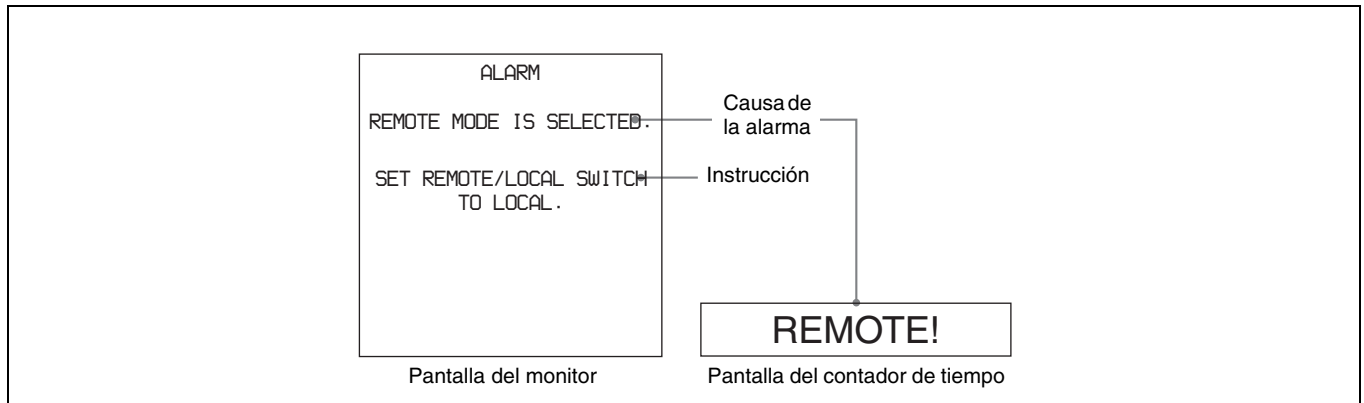 ALARM
REMOTE MODE IS SELECTED.
SET REMOTE/LOCAL SWITCH
TO LOCAL.
Causa de
la alarma
Instrucción
REMOTE!
Pantalla del monitor
Pantalla del contador de tiempo